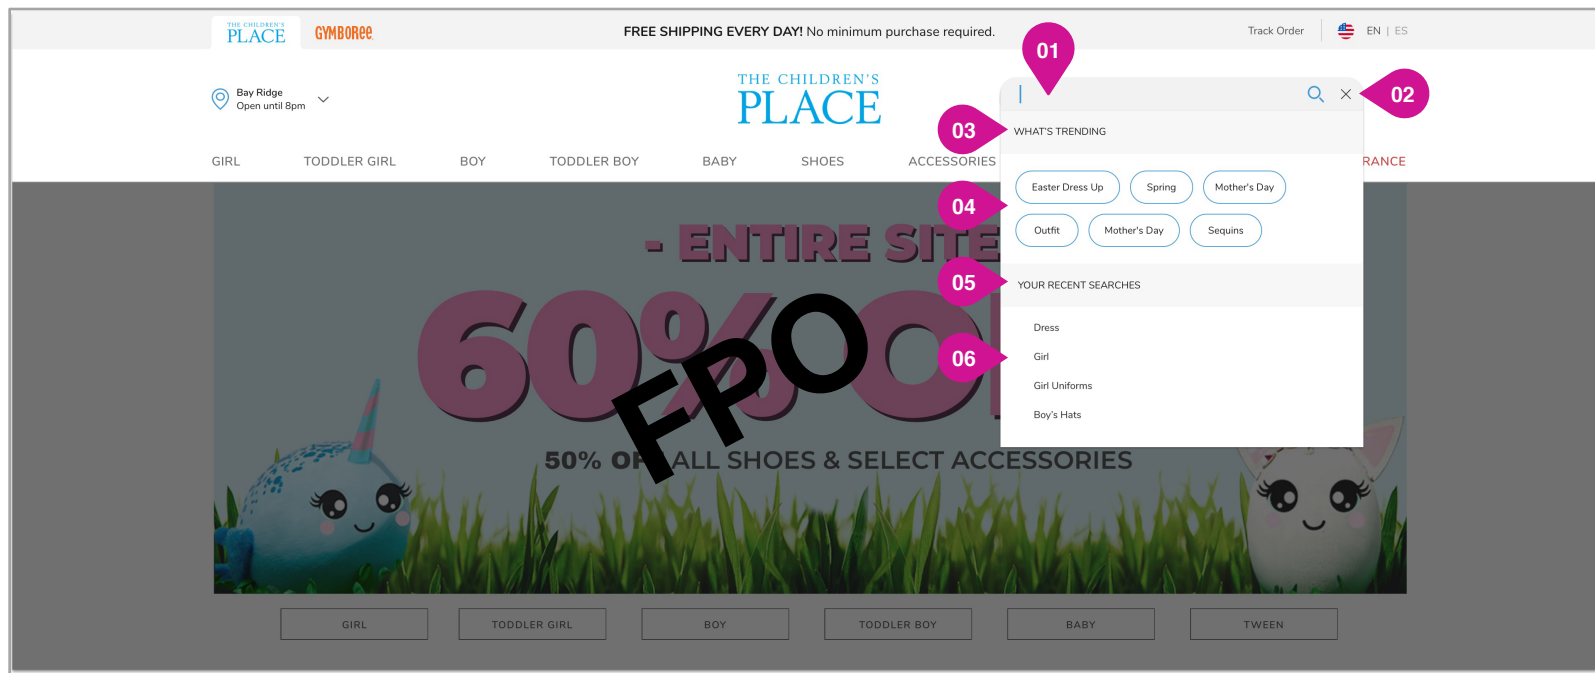 THE CHILDREN'S
PLACE
GYMBOREE
FREE SHIPPING EVERY DAY! No minimum purchase required.
Track Order
EN | ES
01
Bay Ridge
Open until 8pm
THE CHILDREN'S
PLACE
02
03
WHAT'S TRENDING
GIRL TODDLER GIRL BOY TODDLER BOY BABY SHOES ACCESSORIES RANCE
04
Easter Dress Up Spring Mother's Day
Outfit Mother's Day Sequins
- ENTIRE SITE
60% O
FPO
05
YOUR RECENT SEARCHES
06
Dress
Girl
Girl Uniforms
Boy's Hats
50% OF ALL SHOES & SELECT ACCESSORIES
GIRL TODDLER GIRL BOY TODDLER BOY BABY TWEEN